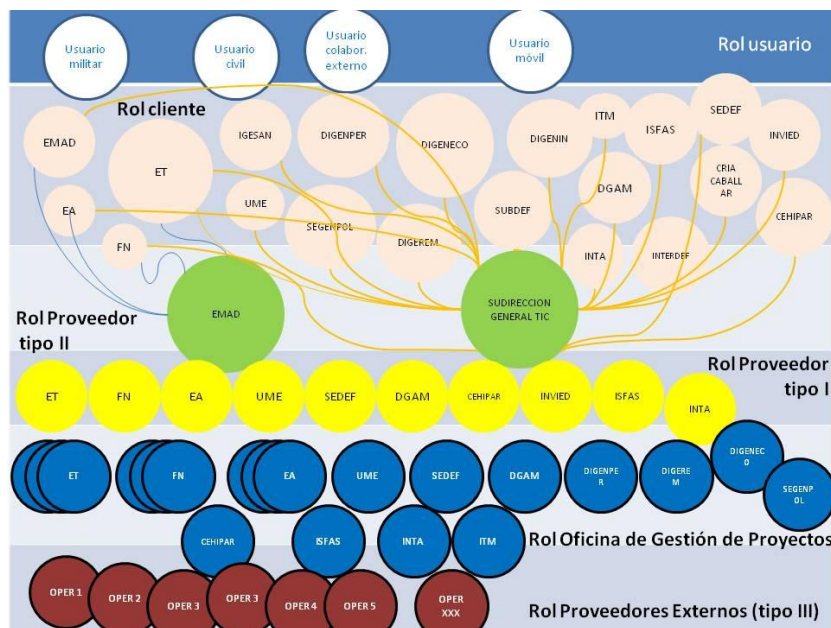 Usuario
militar
Usuario
civil
Usuario
colabor.
externo
Usuario
móvil
Rol usuario
Rol cliente
EMAD
ET
IGESAN
DIGENPER
DIGENECO
DIGENIN
ITM
ISFAS
SEDEF
INVIED
EA
FN
UME
SEGENPOL
DIGEREM
SUBDEF
DGAM
CRIA
CABALL
AR
CEHIPAR
INTA
INTERDEF
EMAD
SUDIRECCION
GENERAL TIC
Rol Proveedor
tipo II
Rol Proveedor
tipo I
ET
FN
EA
UME
SEDEF
DGAM
CEHIPAR
INVIED
ISFAS
INTA
ET
FN
EA
UME
SEDEF
DGAM
DIGENPE
R
DIGERE
M
DIGENEC
O
SEGENP
OL
CEHIPAR
ISFAS
INTA
ITM
Rol Oficina de Gestión de Proyectos
OPER 1
OPER 2
OPER 3
OPER 3
OPER 4
OPER 5
OPER
XXX
Rol Proveedores Externos (tipo III)